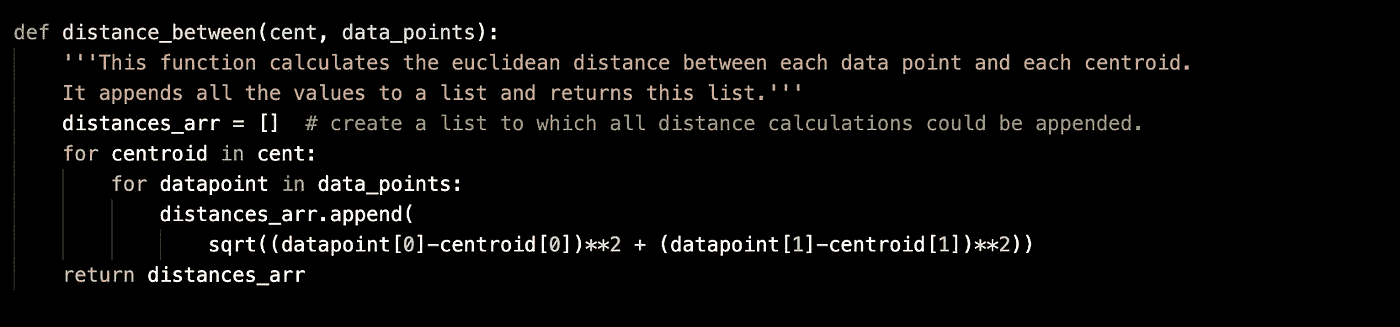 def distance_between(cent, data_points):
    '''This function calculates the euclidean distance between each data point and each centroid.
    It appends all the values to a list and returns this list.'''
    distances_arr = []  # create a list to which all distance calculations could be appended.
    for centroid in cent:
        for datapoint in data_points:
            distances_arr.append(
                sqrt((datapoint[0]-centroid[0])**2 + (datapoint[1]-centroid[1])**2))
    return distances_arr